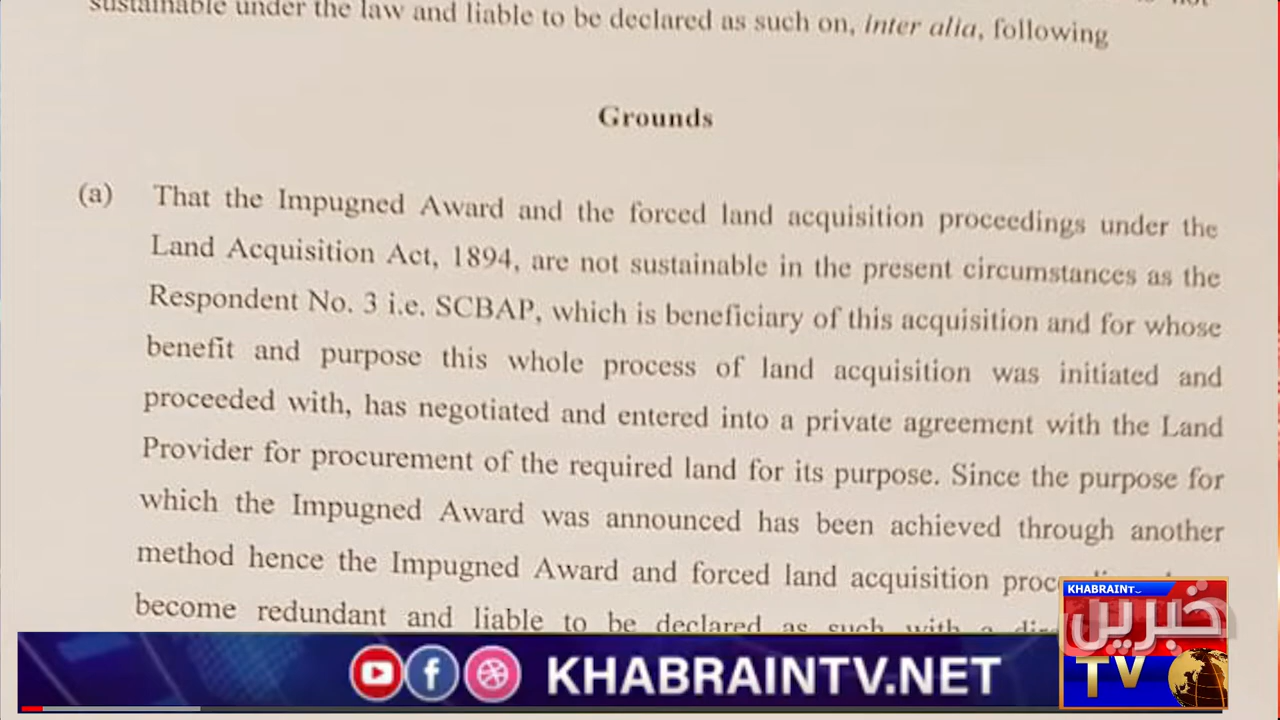 sustainable under the law and liable to be declared as such on, inter alia, following
Grounds
(a) That the Impugned Award and the forced land acquisition proceedings under the
Land Acquisition Act, 1894, are not sustainable in the present circumstances as the
Respondent No. 3 i.e. SCBAP, which is beneficiary of this acquisition and for whose
benefit and purpose this whole process of land acquisition was initiated and
proceeded with, has negotiated and entered into a private agreement with the Land
Provider for procurement of the required land for its purpose. Since the purpose for
which the Impugned Award was announced has been achieved through another
method hence the Impugned Award and forced land acquisition
become redundant and liable to be declared as such with a
KHABRAINTV.NET
خبریں
TV